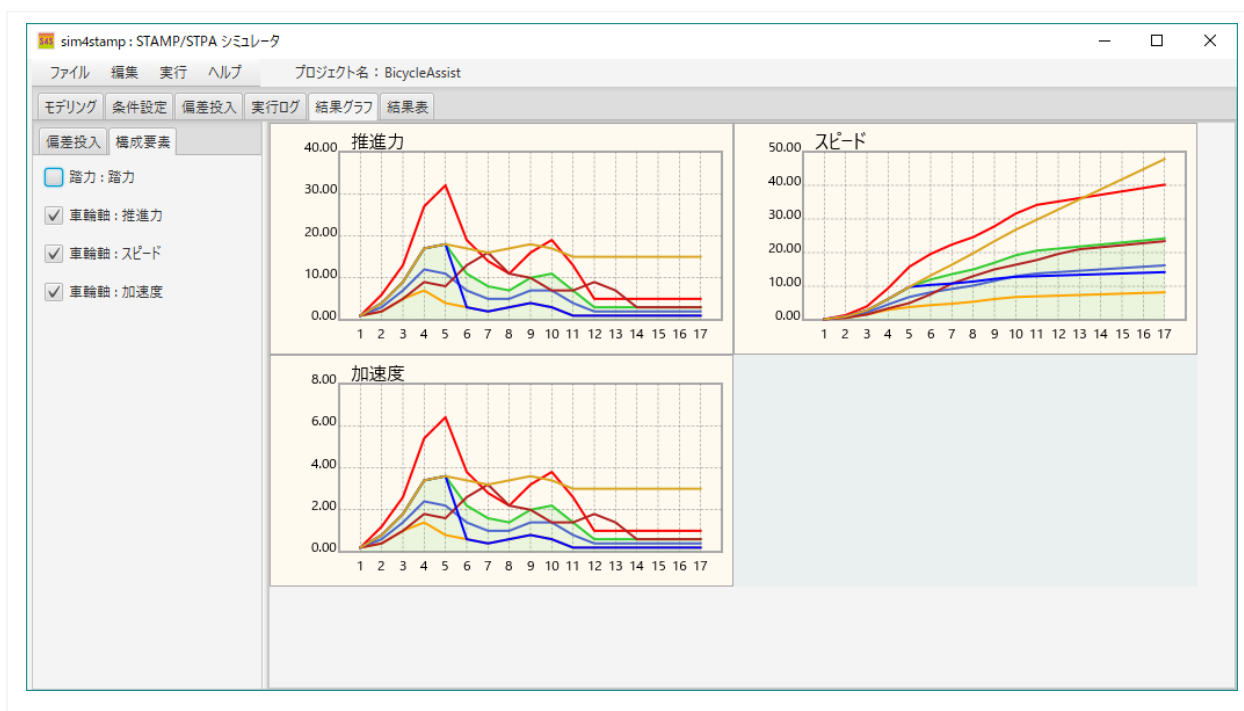 S4S sim4stamp : STAMP/STPA シミュレータ
ファイル 編集 実行 ヘルプ プロジェクト名 : BicycleAssist
モデリング 条件設定 偏差投入 実行ログ 結果グラフ 結果表
偏差投入 構成要素
踏力 : 踏力
車輪軸 : 推進力
車輪軸 : スピード
車輪軸 : 加速度
推進力
40.00
30.00
20.00
10.00
0.00
1 2 3 4 5 6 7 8 9 10 11 12 13 14 15 16 17
スピード
50.00
40.00
30.00
20.00
10.00
0.00
1 2 3 4 5 6 7 8 9 10 11 12 13 14 15 16 17
加速度
8.00
6.00
4.00
2.00
0.00
1 2 3 4 5 6 7 8 9 10 11 12 13 14 15 16 17